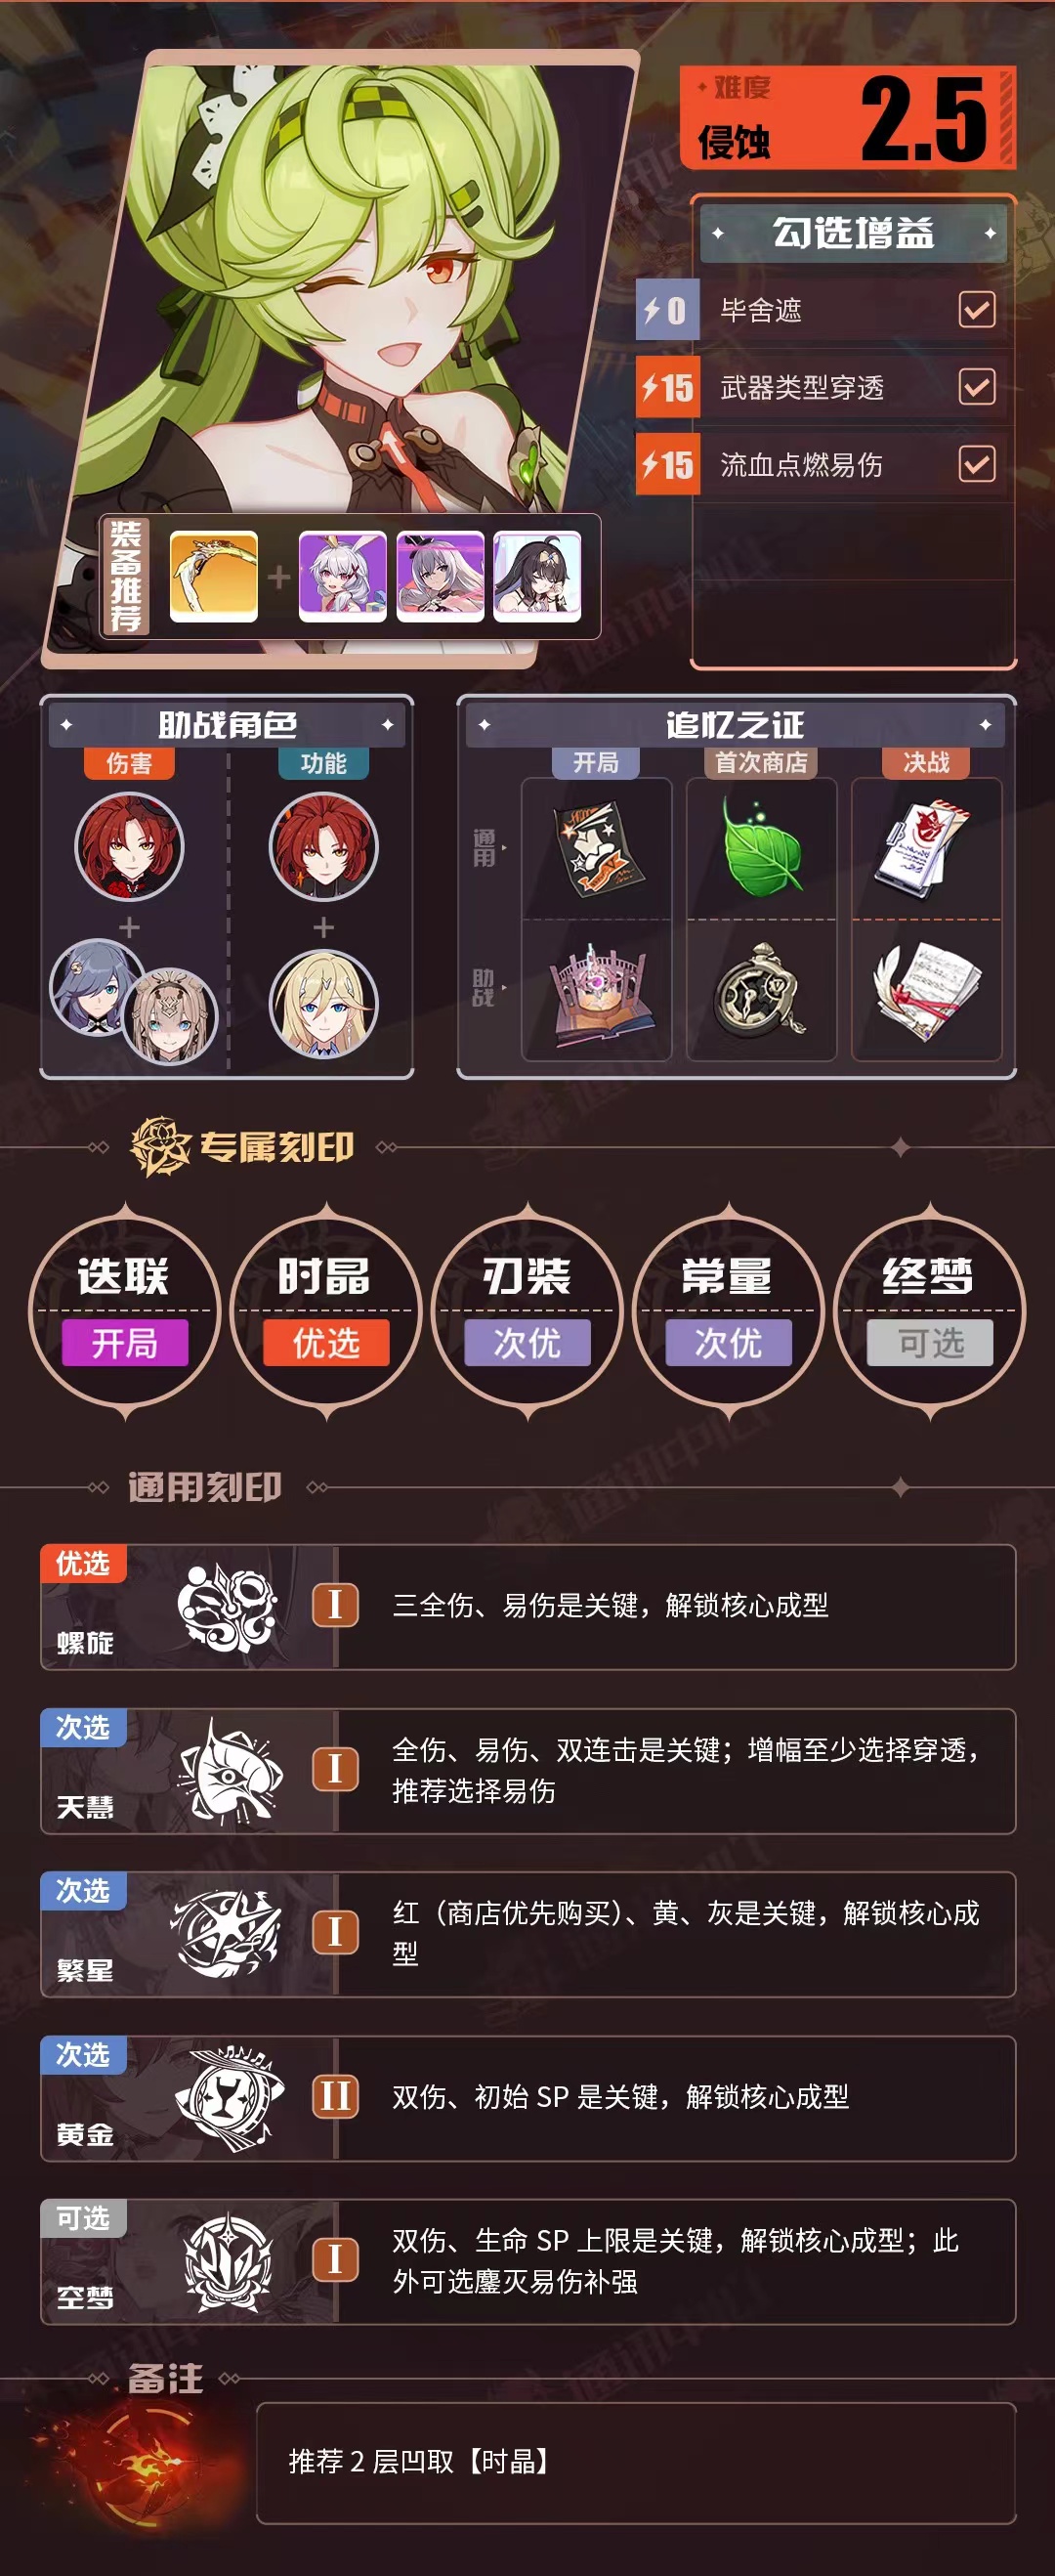 难度
侵蚀
2.5
勾选增益
0 毕舍遮
15 武器类型穿透
15 流血点燃易伤
装备推荐
助战角色
伤害
功能
追忆之证
开局
首次商店
决战
通用
助战
专属刻印
迭联
开局
时晶
优选
刃装
次优
常量
次优
终梦
可选
通用刻印
优选
螺旋
I
三全伤、易伤是关键，解锁核心成型
次选
天慧
I
全伤、易伤、双连击是关键；增幅至少选择穿透，
推荐选择易伤
次选
繁星
I
红（商店优先购买）、黄、灰是关键，解锁核心成
型
次选
黄金
II
双伤、初始 SP 是关键，解锁核心成型
可选
空梦
I
双伤、生命 SP 上限是关键，解锁核心成型；此
外可选鏖灭易伤补强
备注
推荐 2 层凹取【时晶】